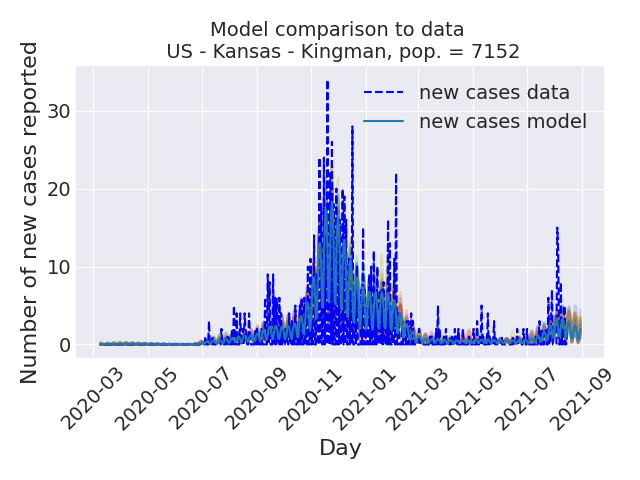 Model comparison to data
US - Kansas - Kingman, pop. = 7152
Number of new cases reported
30
20
10
0
new cases data
new cases model
2020-03
2020-05
2020-07
2020-09
2020-11
2021-01
2021-03
2021-05
2021-07
2021-09
Day